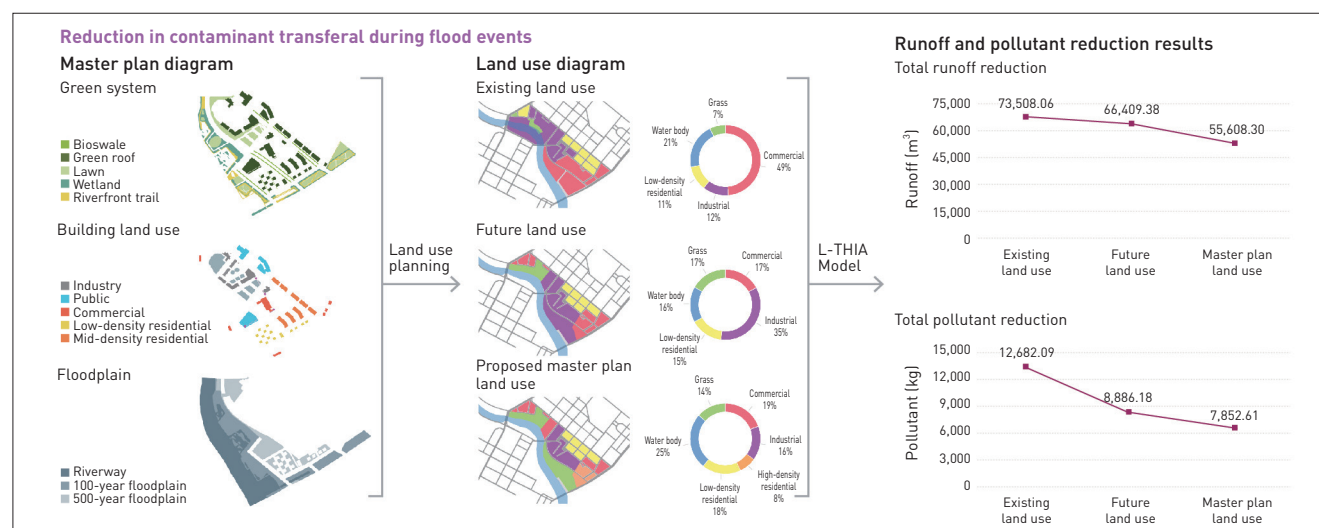 Reduction in contaminant transferal during flood events
Master plan diagram
Green system
Bioswale
Green roof
Lawn
Wetland
Riverfront trail
Building land use
Industry
Public
Commercial
Low-density residential
Mid-density residential
Floodplain
Riverway
100-year floodplain
500-year floodplain
Land use
planning
Land use diagram
Existing land use
Grass
7%
Water body
21%
Commercial
49%
Low-density
residential
11%
Industrial
12%
Future land use
Grass
17%
Commercial
17%
Water body
16%
Industrial
35%
Low-density
residential
15%
Proposed master plan
land use
Grass
14%
Commercial
19%
Water body
25%
Industrial
16%
High-density
residential
8%
Low-density
residential
18%
L-THIA
Model
Runoff and pollutant reduction results
Total runoff reduction
Runoff (m³)
75,000
60,000
45,000
30,000
15,000
0
73,508.06
66,409.38
55,608.30
Existing
land use
Future
land use
Master plan
land use
Total pollutant reduction
Pollutant (kg)
15,000
12,000
9,000
6,000
3,000
0
12,682.09
8,886.18
7,852.61
Existing
land use
Future
land use
Master plan
land use